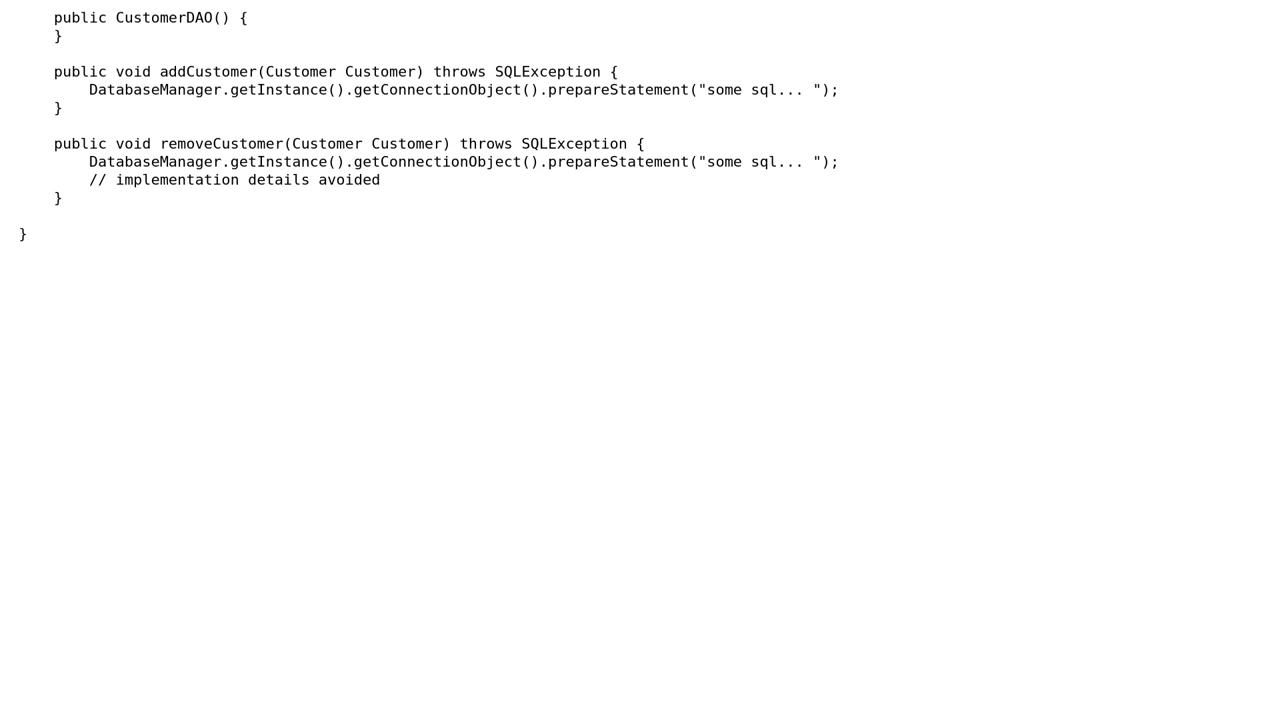 public CustomerDAO() {
    }

    public void addCustomer(Customer Customer) throws SQLException {
        DatabaseManager.getInstance().getConnectionObject().prepareStatement("some sql... ");
    }

    public void removeCustomer(Customer Customer) throws SQLException {
        DatabaseManager.getInstance().getConnectionObject().prepareStatement("some sql... ");
        // implementation details avoided
    }

}